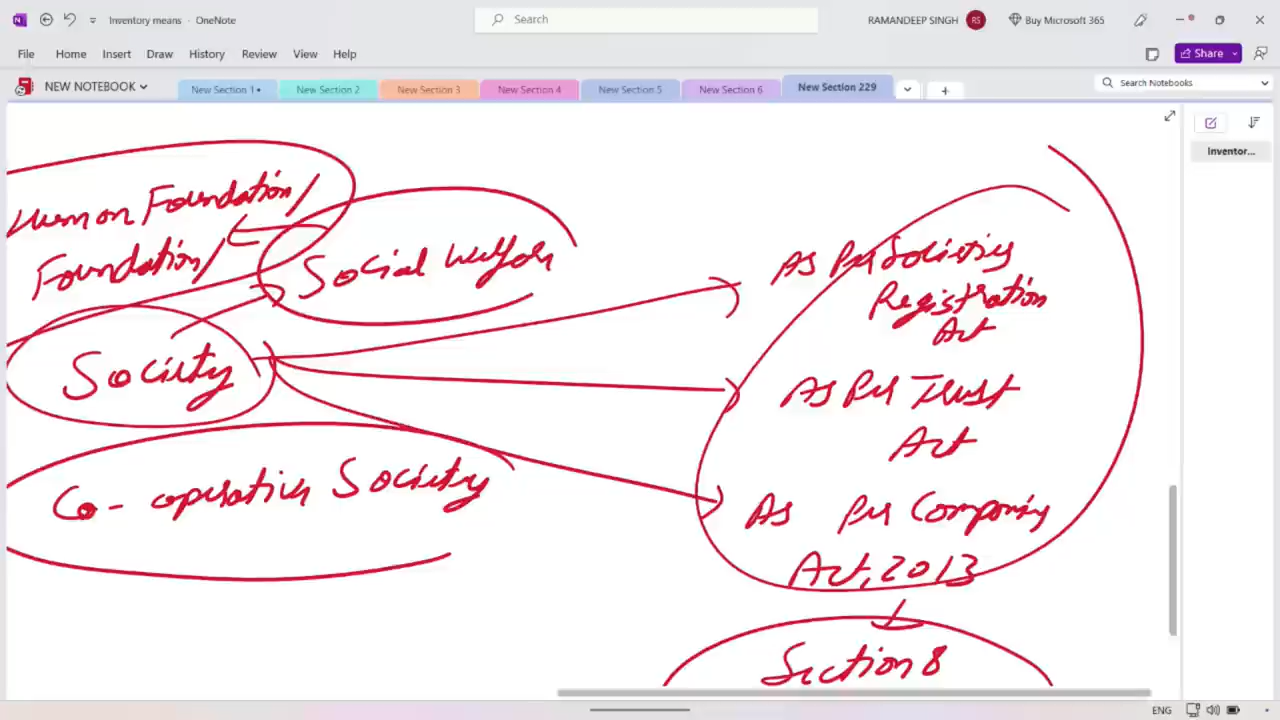 Inventory means - OneNote
Search
RAMANDEEP SINGH
RS
Buy Microsoft 365
File
Home
Insert
Draw
History
Review
View
Help
Share
NEW NOTEBOOK
New Section 1
New Section 2
New Section 3
New Section 4
New Section 5
New Section 6
New Section 229
Search Notebooks
Inventor...
Human Foundation/
Foundation/
Social Welfare
Society
Co-operative Society
As Per Societies
Registration
Act
As Per Trust
Act
As Per Company
Act, 2013
Section 8
ENG